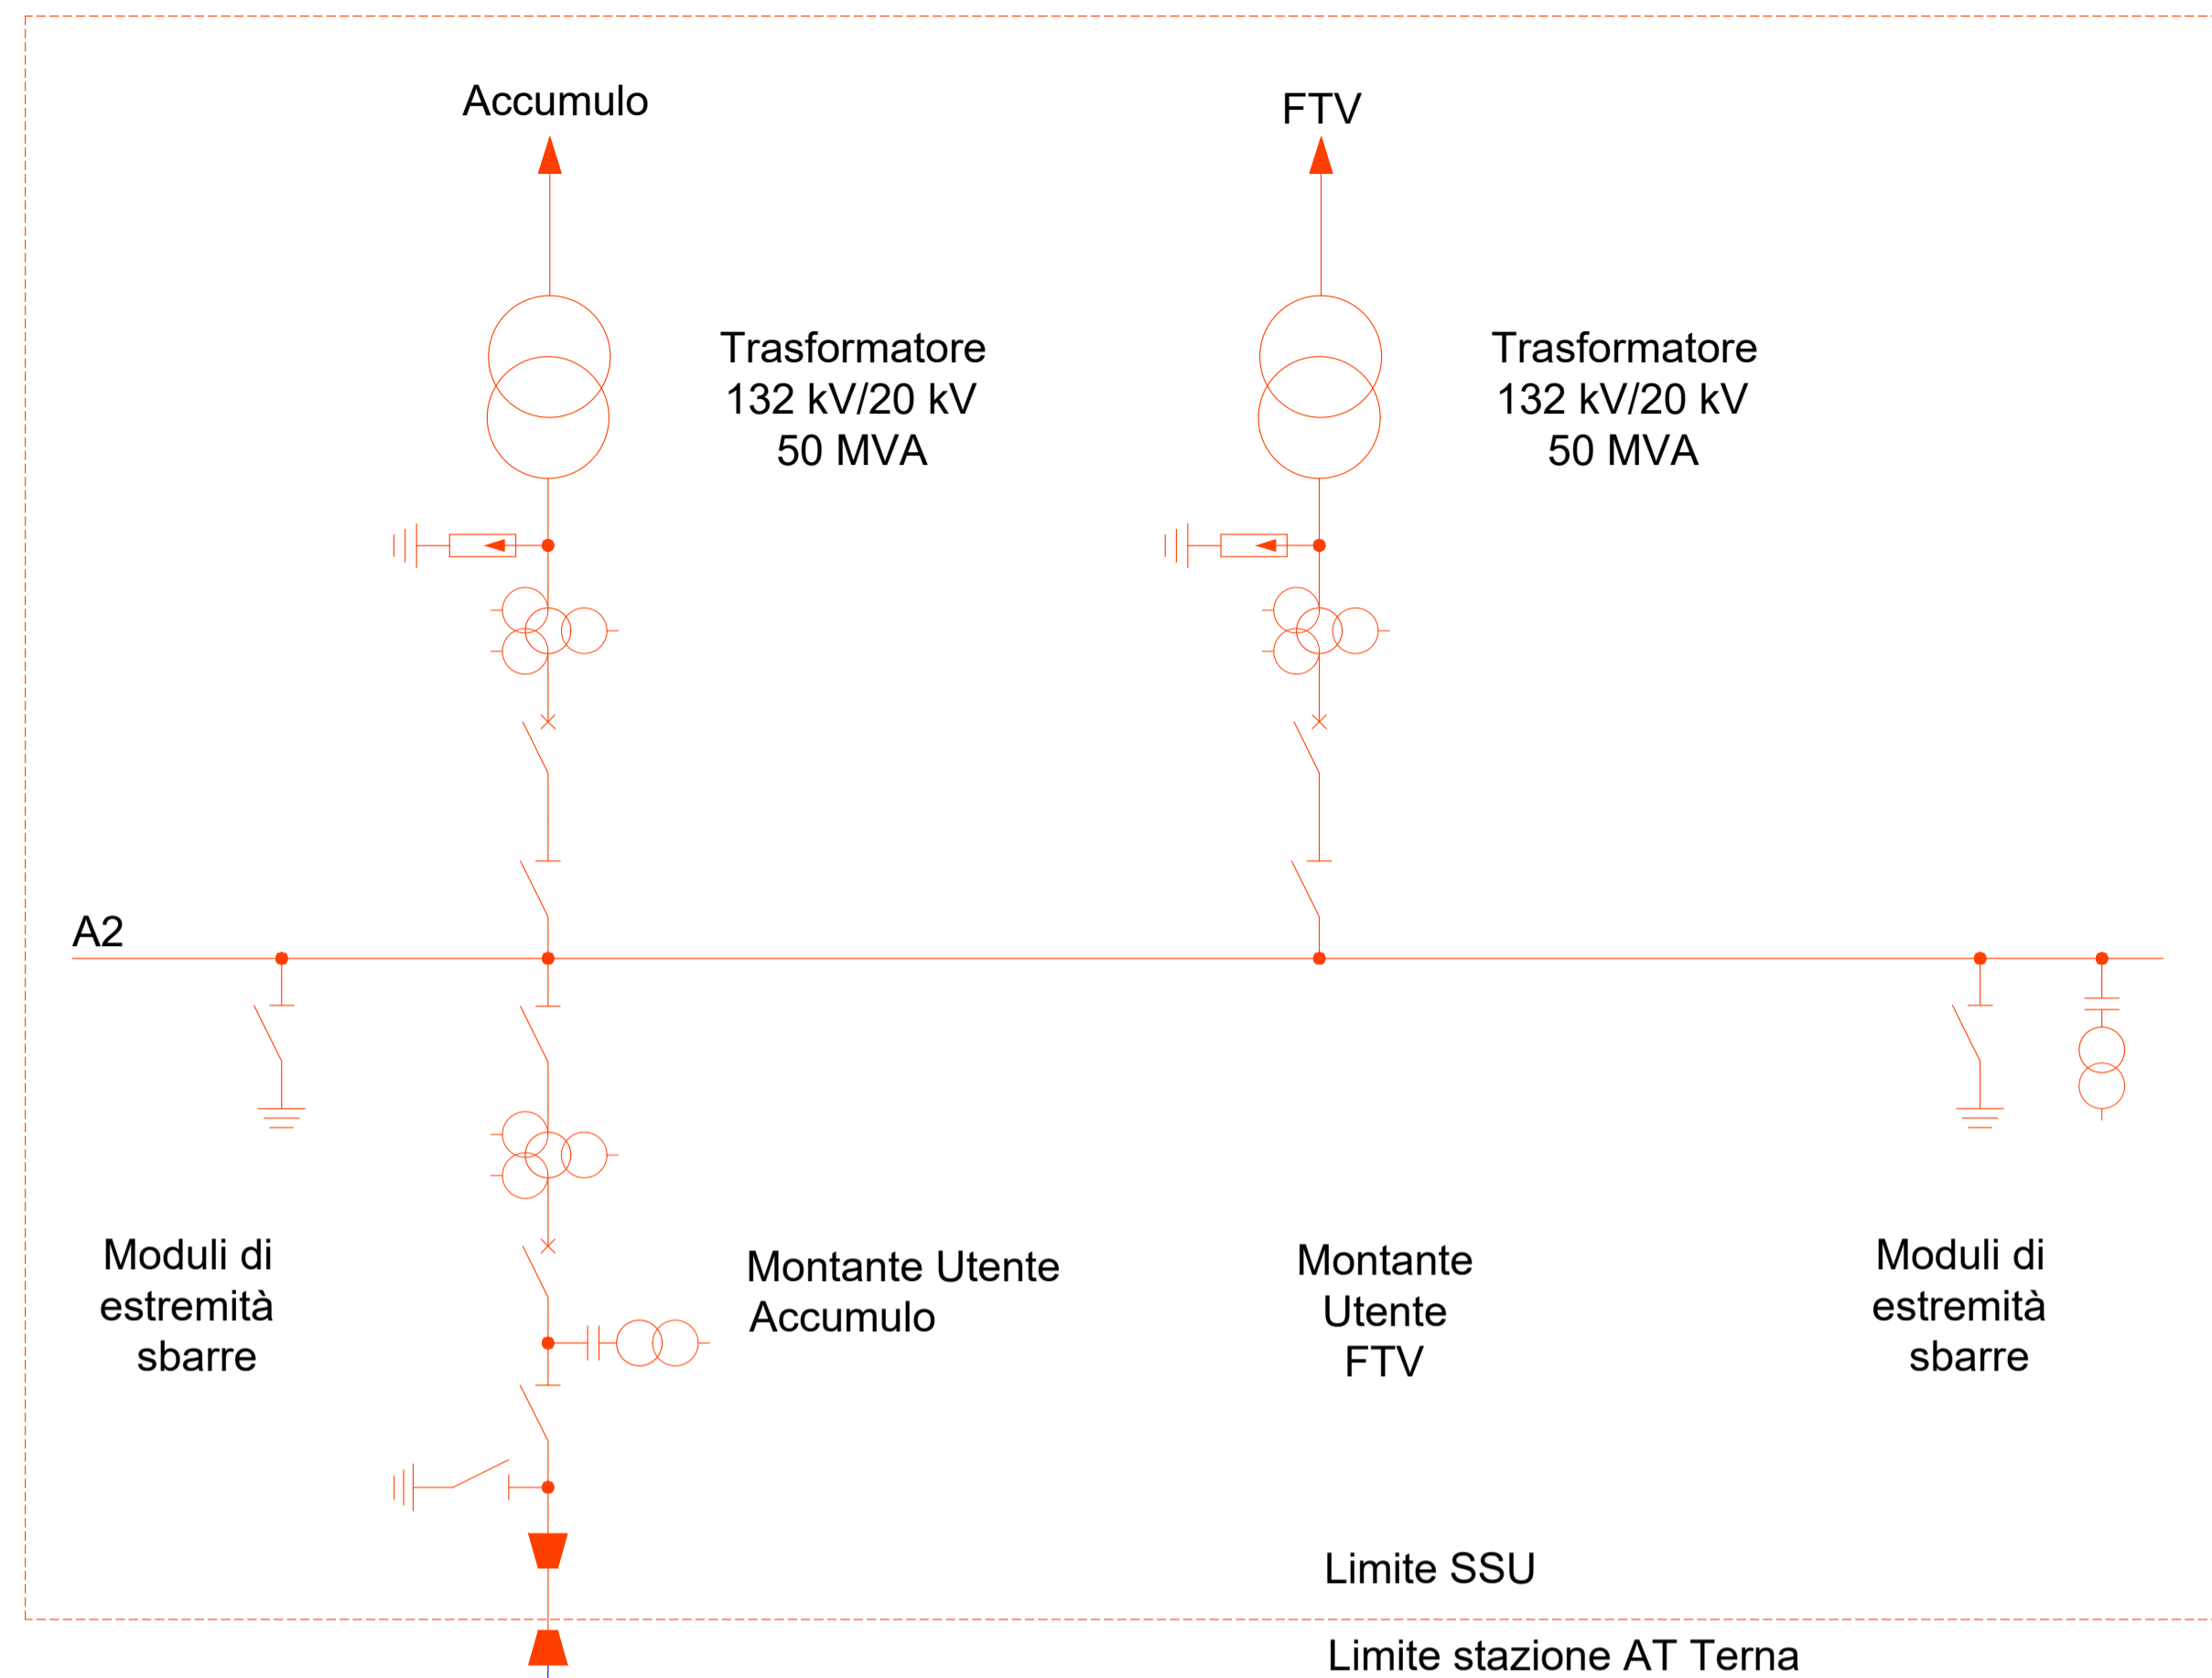 Accumulo
FTV
Trasformatore
132 kV/20 kV
50 MVA
Trasformatore
132 kV/20 kV
50 MVA
A2
Moduli di
estremità
sbarre
Montante Utente
Accumulo
Montante
Utente
FTV
Moduli di
estremità
sbarre
Limite SSU
Limite stazione AT Terna